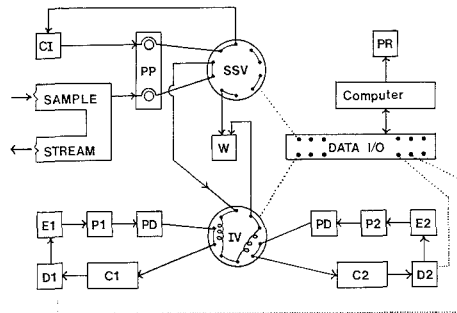 CI
PP
SSV
PR
SAMPLE
STREAM
Computer
W
DATA I/O
E1
P1
PD
IV
PD
P2
E2
D1
C1
C2
D2